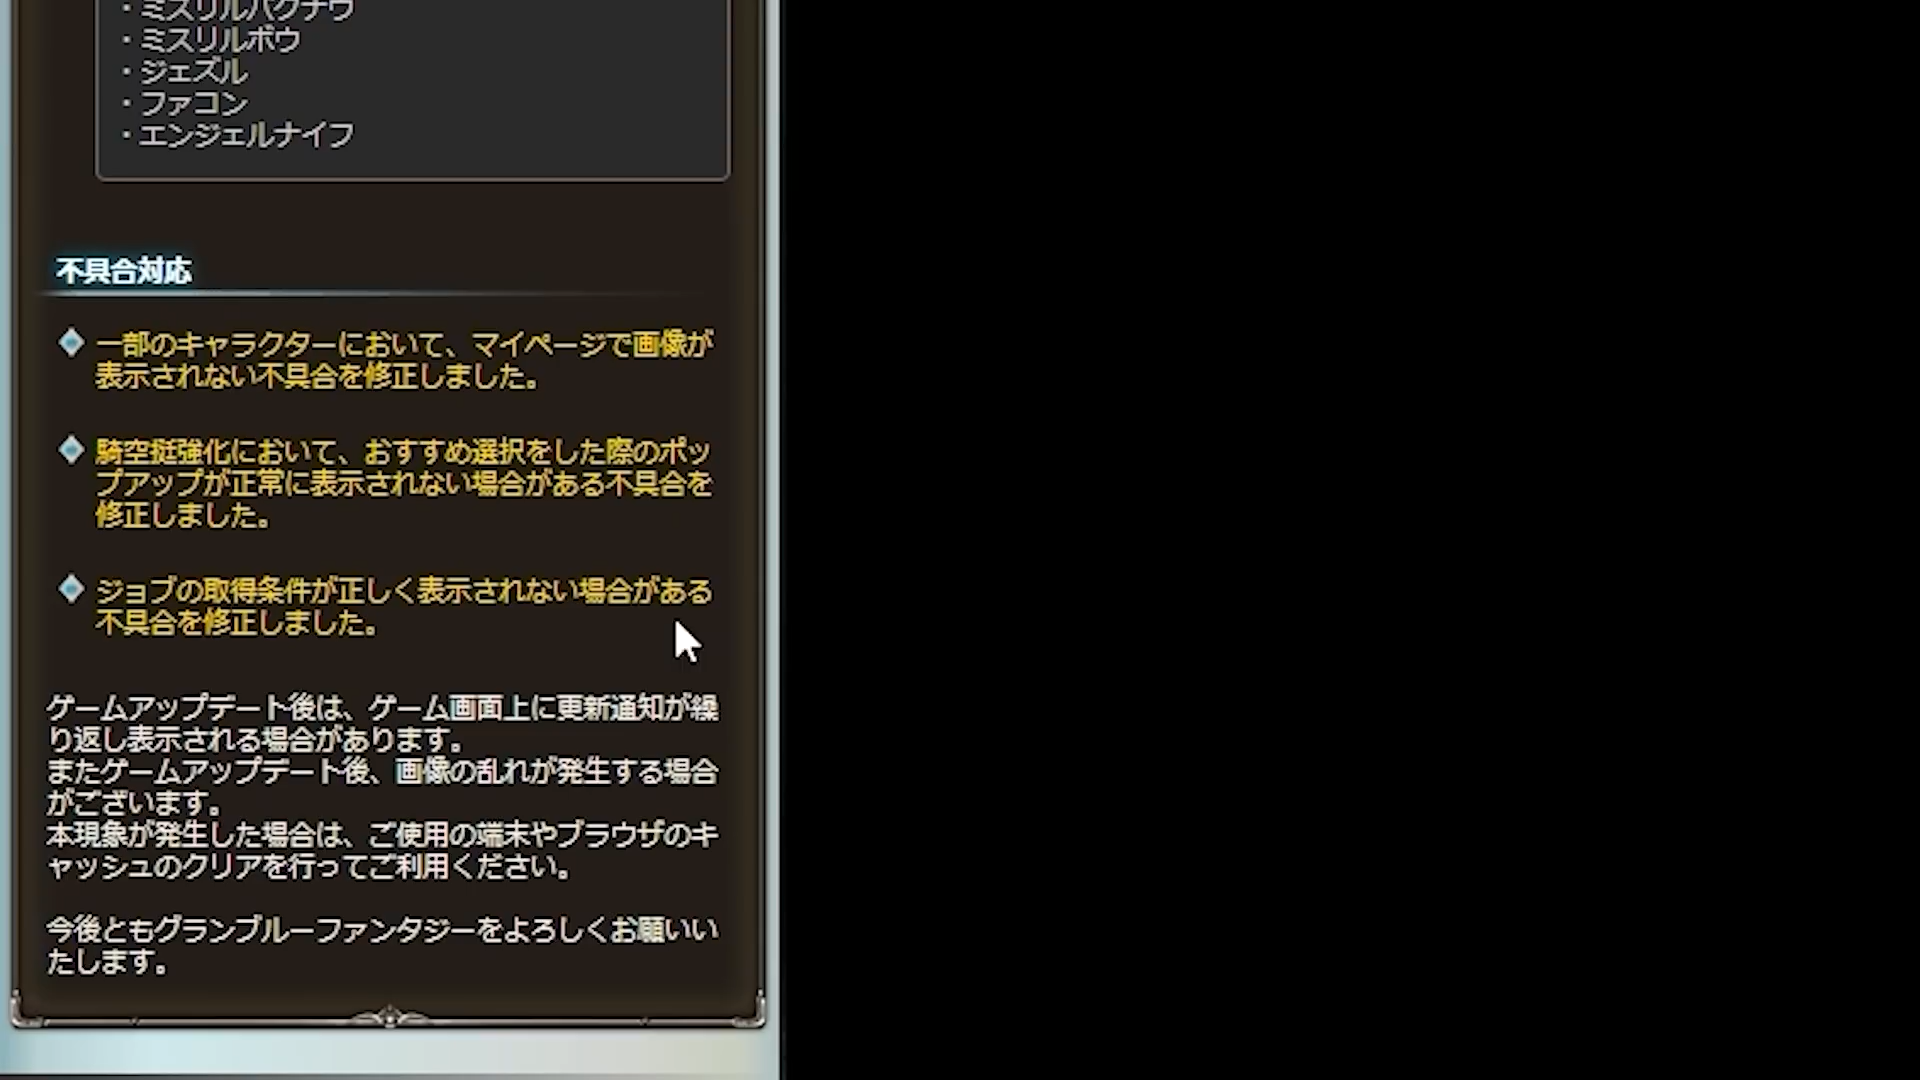 ・ミスリルバグナウ
・ミスリルボウ
・ジェズル
・ファコン
・エンジェルナイフ
不具合対応
一部のキャラクターにおいて、マイページで画像が
表示されない不具合を修正しました。
騎空挺強化において、おすすめ選択をした際のポッ
プアップが正常に表示されない場合がある不具合を
修正しました。
ジョブの取得条件が正しく表示されない場合がある
不具合を修正しました。
ゲームアップデート後は、ゲーム画面上に更新通知が繰
り返し表示される場合があります。
またゲームアップデート後、画像の乱れが発生する場合
がございます。
本現象が発生した場合は、ご使用の端末やブラウザのキ
ャッシュのクリアを行ってご利用ください。
今後ともグランブルーファンタジーをよろしくお願いい
たします。